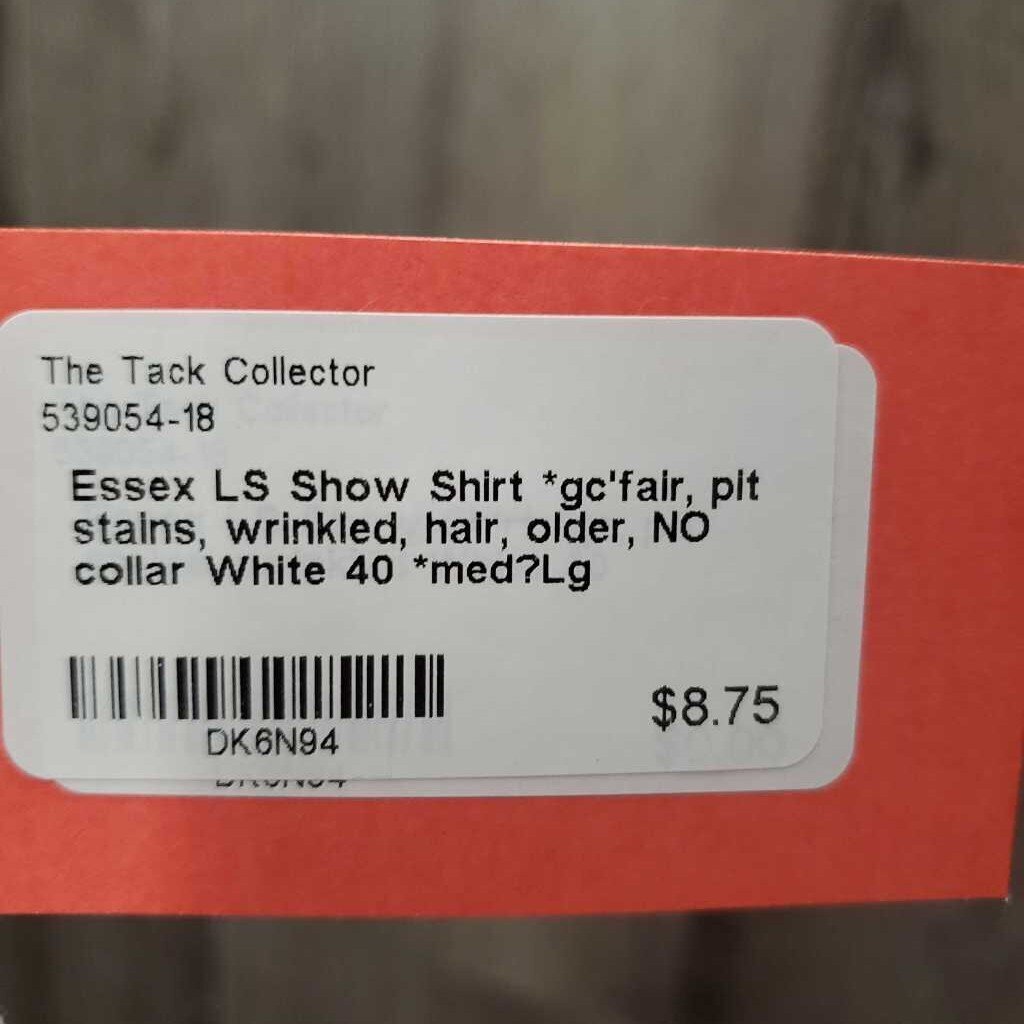 The Tack Collector
539054-18
Essex LS Show Shirt *gc'fair, pit
stains, wrinkled, hair, older, NO
collar White 40 *med?Lg
DK6N94
$8.75